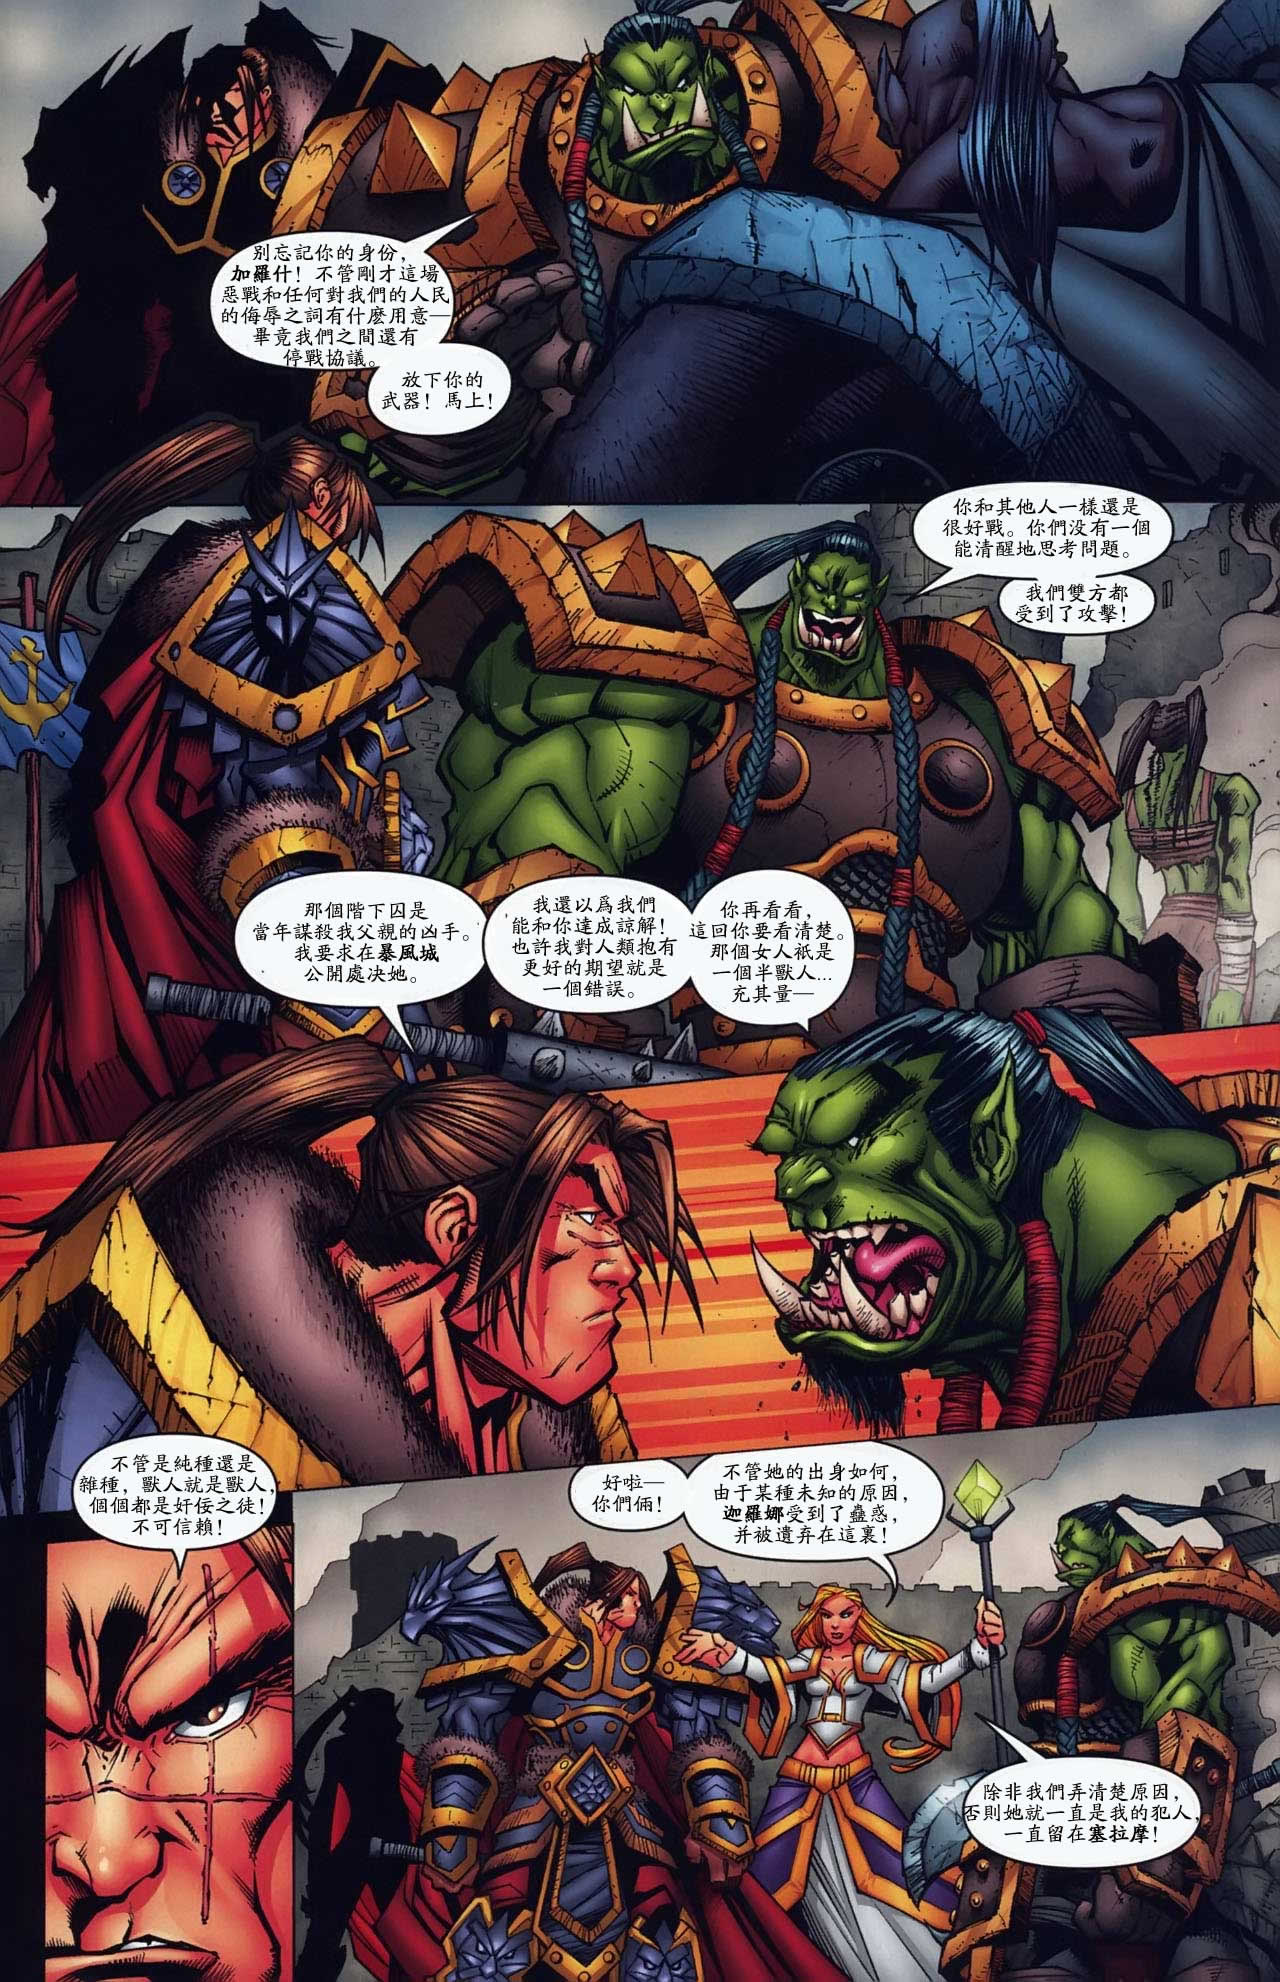 别忘記你的身份，
加羅什！不管剛才這場
惡戰和任何對我們的人民
的侮辱之詞有什麽用意—
畢竟我們之間還有
停戰協議。
放下你的
武器！馬上！
你和其他人一樣還是
很好戰。你們没有一個
能清醒地思考問題。
我們雙方都
受到了攻擊！
那個階下囚是
當年謀殺我父親的凶手。
我要求在暴風城
公開處决她。
我還以爲我們
能和你達成諒解！
也許我對人類抱有
更好的期望就是
一個錯誤。
你再看看，
這回你要看清楚。
那個女人衹是
一個半獸人...
充其量—
不管是純種還是
雜種，獸人就是獸人，
個個都是奸佞之徒！
不可信賴！
好啦—
你們倆！
不管她的出身如何，
由于某種未知的原因，
迦羅娜受到了蠱惑，
并被遺弃在這裏！
除非我們弄清楚原因，
否則她就一直是我的犯人，
一直留在塞拉摩！